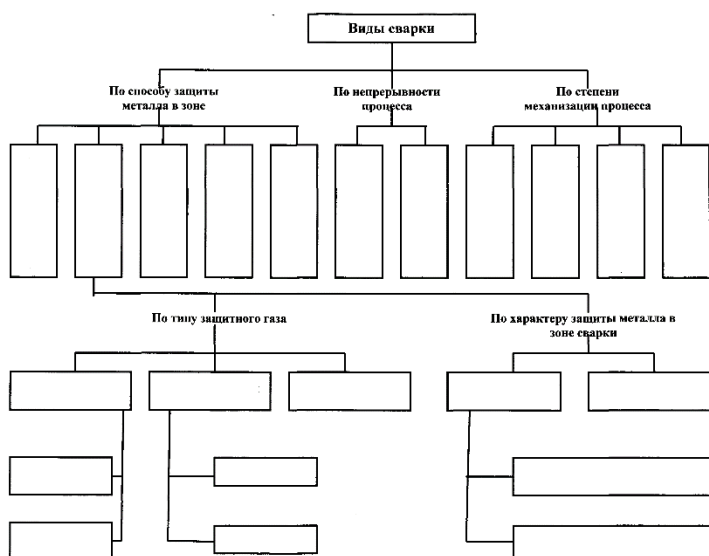 Виды сварки
По способу защиты
металла в зоне
По непрерывности
процесса
По степени
механизации процесса
По типу защитного газа
По характеру защиты металла в
зоне сварки